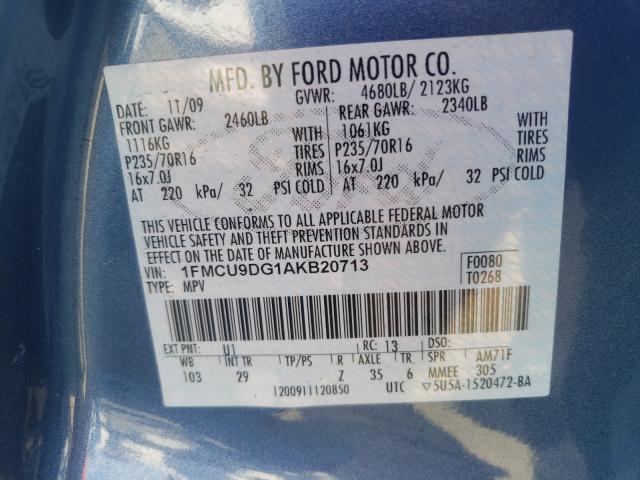 MFD. BY FORD MOTOR CO.
DATE: 11/09 GVWR: 4680LB/ 2123KG
FRONT GAWR: 2460LB REAR GAWR: 2340LB
1116KG WITH 1061KG WITH
P235/70R16 TIRES P235/70R16 TIRES
16x7.0J RIMS 16x7.0J RIMS
AT 220 kPa/ 32 PSI COLD AT 220 kPa/ 32 PSI COLD
THIS VEHICLE CONFORMS TO ALL APPLICABLE FEDERAL MOTOR
VEHICLE SAFETY AND THEFT PREVENTION STANDARDS IN
EFFECT ON THE DATE OF MANUFACTURE SHOWN ABOVE.
VIN: 1FMCU9DG1AKB20713 F0080
TYPE: MPV T0268
EXT PNT: U1 RC: 13 DSO:
WB INT TR TP/PS R AXLE TR SPR AM71F
103 29 Z 35 6 MMEE 305
1200911120850 UTC ▽5U5A-1520472-BA
Ford